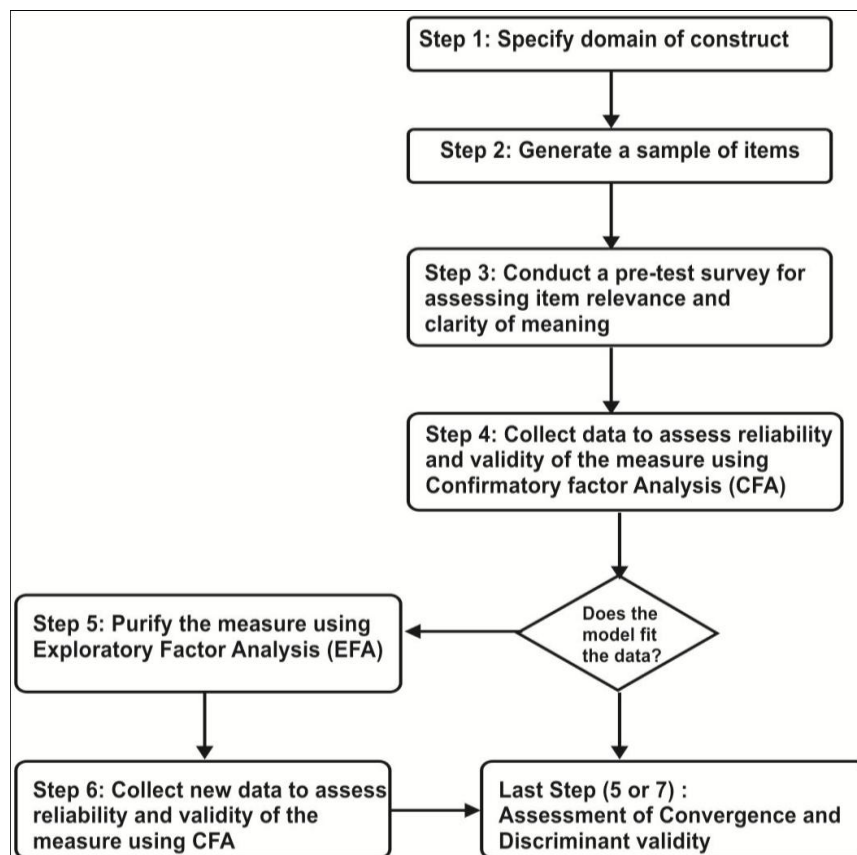 Step 1: Specify domain of construct
Step 2: Generate a sample of items
Step 3: Conduct a pre-test survey for
assessing item relevance and
clarity of meaning
Step 4: Collect data to assess reliability
and validity of the measure using
Confirmatory factor Analysis (CFA)
Does the
model fit
the data?
Step 5: Purify the measure using
Exploratory Factor Analysis (EFA)
Step 6: Collect new data to assess
reliability and validity of the
measure using CFA
Last Step (5 or 7) :
Assessment of Convergence and
Discriminant validity